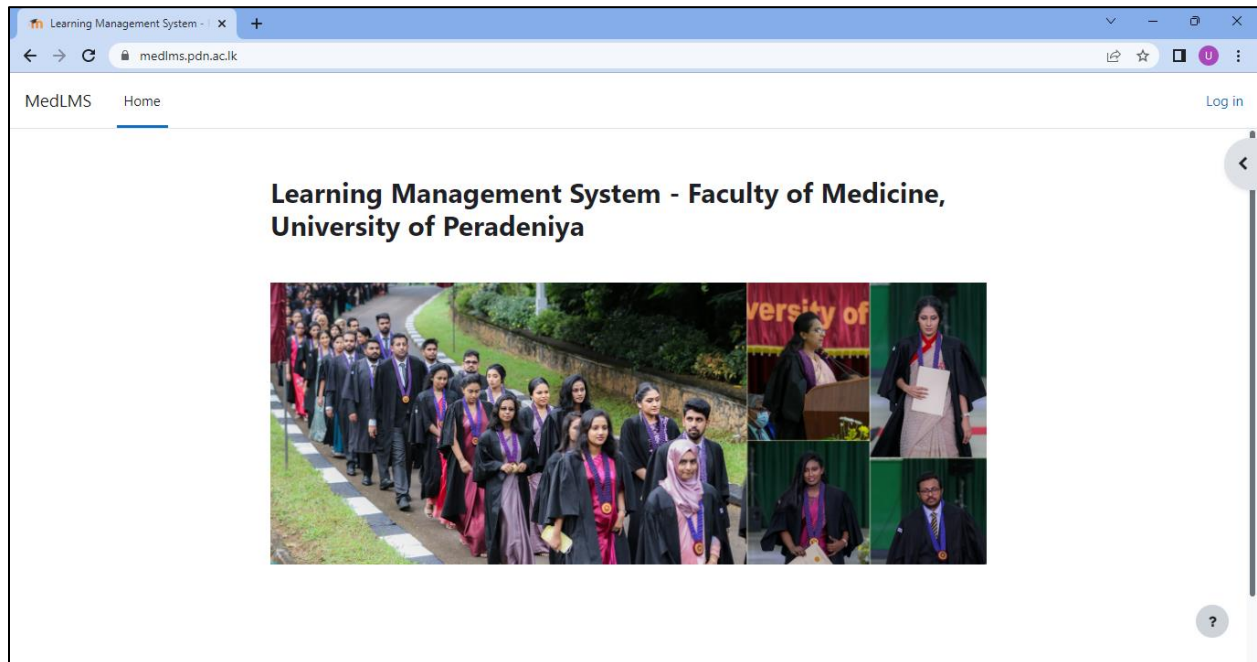 Learning Management System -
medlms.pdn.ac.lk
U
MedLMS Home Log in
Learning Management System - Faculty of Medicine,
University of Peradeniya
versity of
?